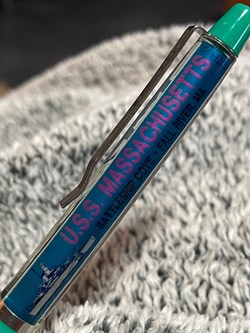 U.S.S. MASSACHUSETTS
BATTLESHIP COVE - FALL RIVER, MA